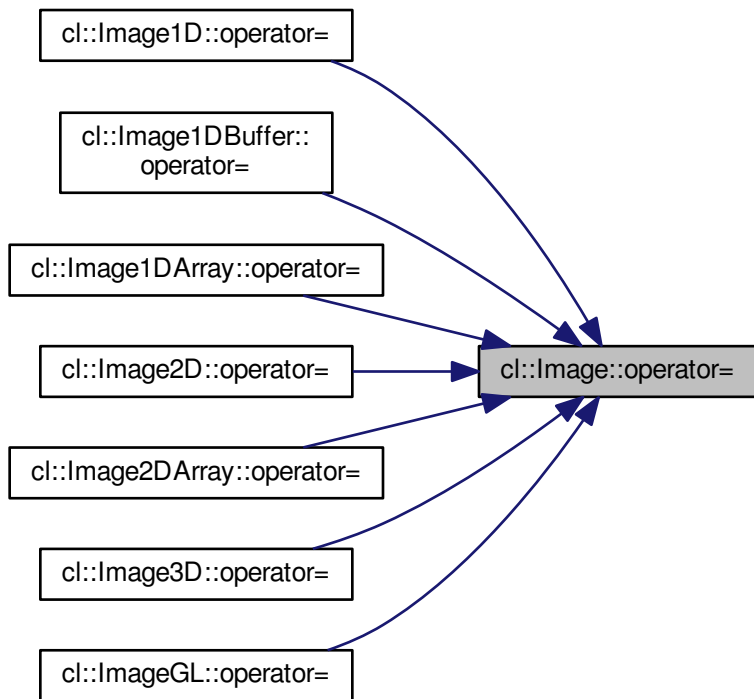 cl::Image1D::operator=
cl::Image1DBuffer::
operator=
cl::Image1DArray::operator=
cl::Image2D::operator=
cl::Image::operator=
cl::Image2DArray::operator=
cl::Image3D::operator=
cl::ImageGL::operator=